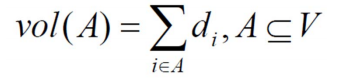 vol(A) = ∑_{i∈A} d_i, A ⊆ V